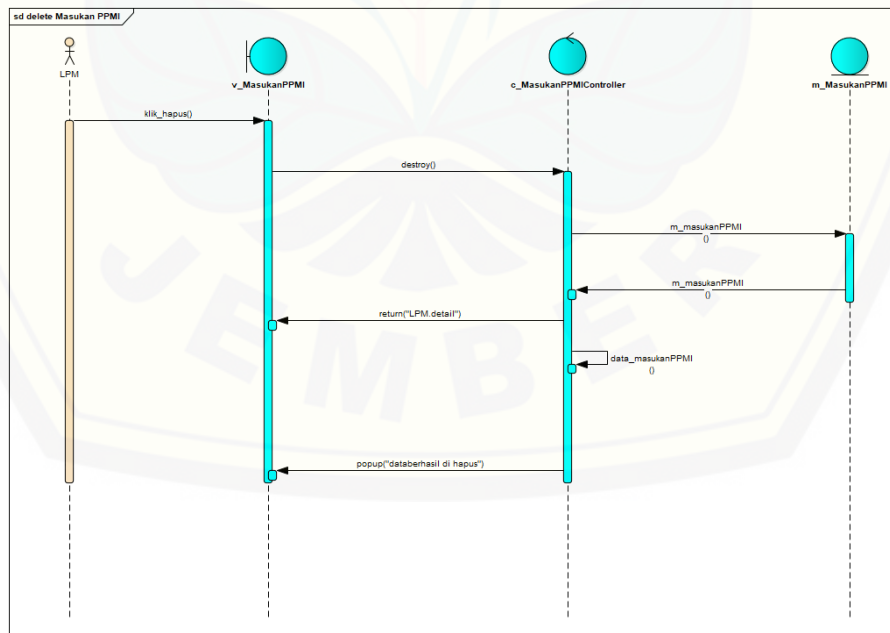 sd delete Masukan PPMI
LPM
v_MasukanPPMI
c_MasukanPPMIController
m_MasukanPPMI
klik_hapus()
destroy()
m_masukanPPMI
()
m_masukanPPMI
()
return("LPM.detail")
data_masukanPPMI
()
popup("databerhasil di hapus")
JEMBER